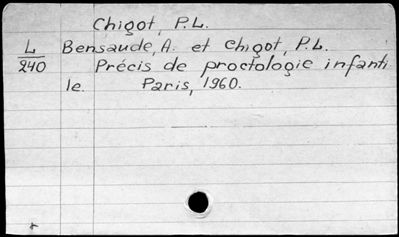 Chigot, P.L.
L Bensaude, A. et Chigot, P.L.
240 Précis de proctologie infanti
le. Paris, 1960.